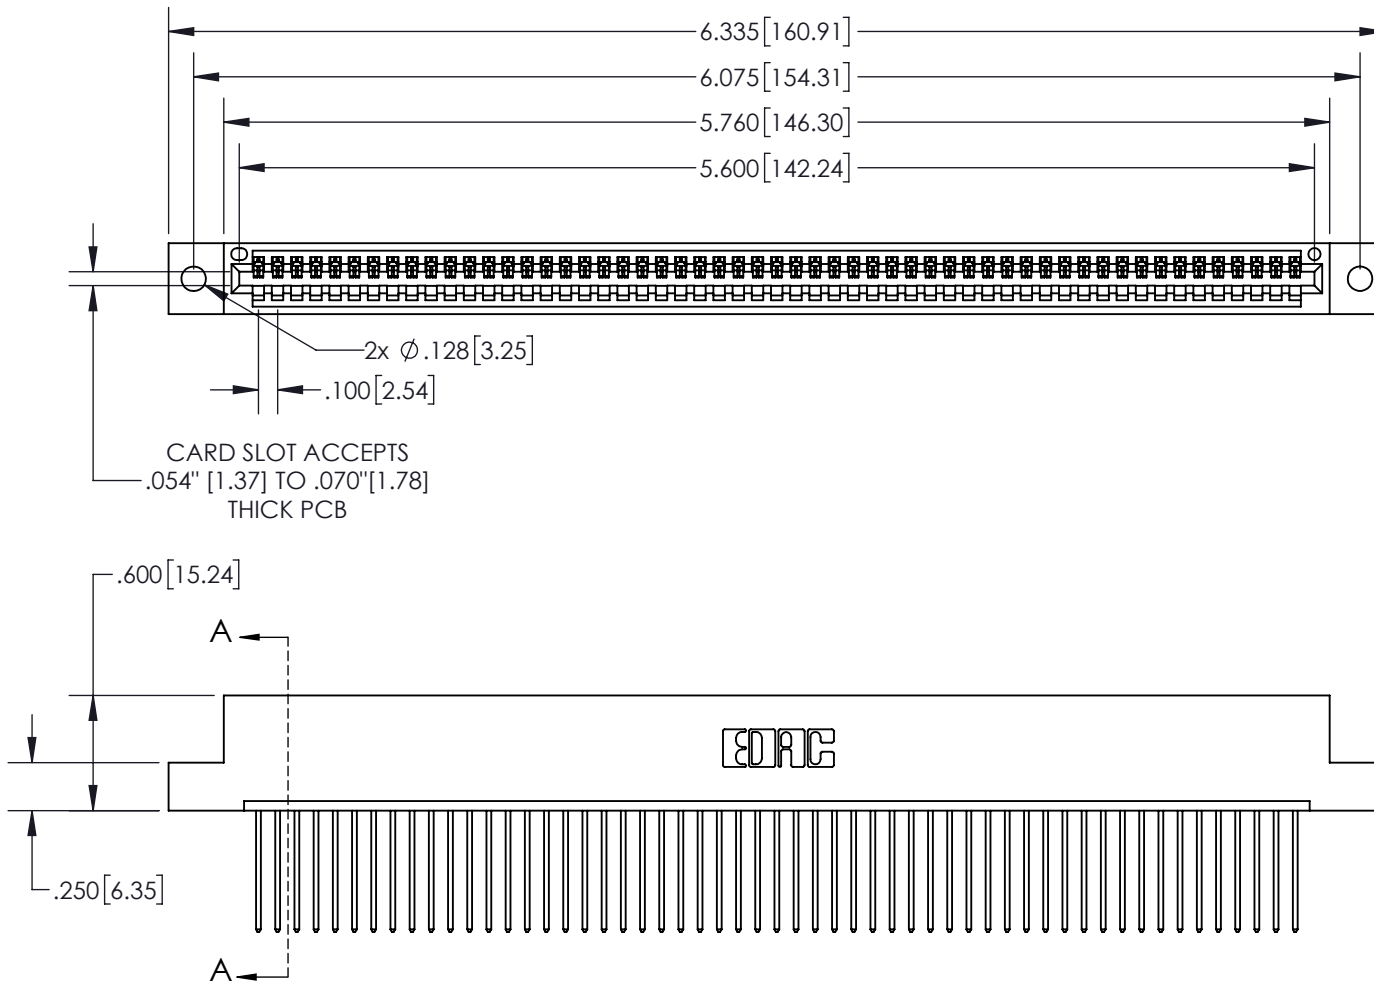 6.335[160.91]
6.075[154.31]
5.760[146.30]
5.600[142.24]
2x ∅.128[3.25]
.100[2.54]
CARD SLOT ACCEPTS
.054" [1.37] TO .070"[1.78]
THICK PCB
.600[15.24]
A
EDAC
.250[6.35]
A